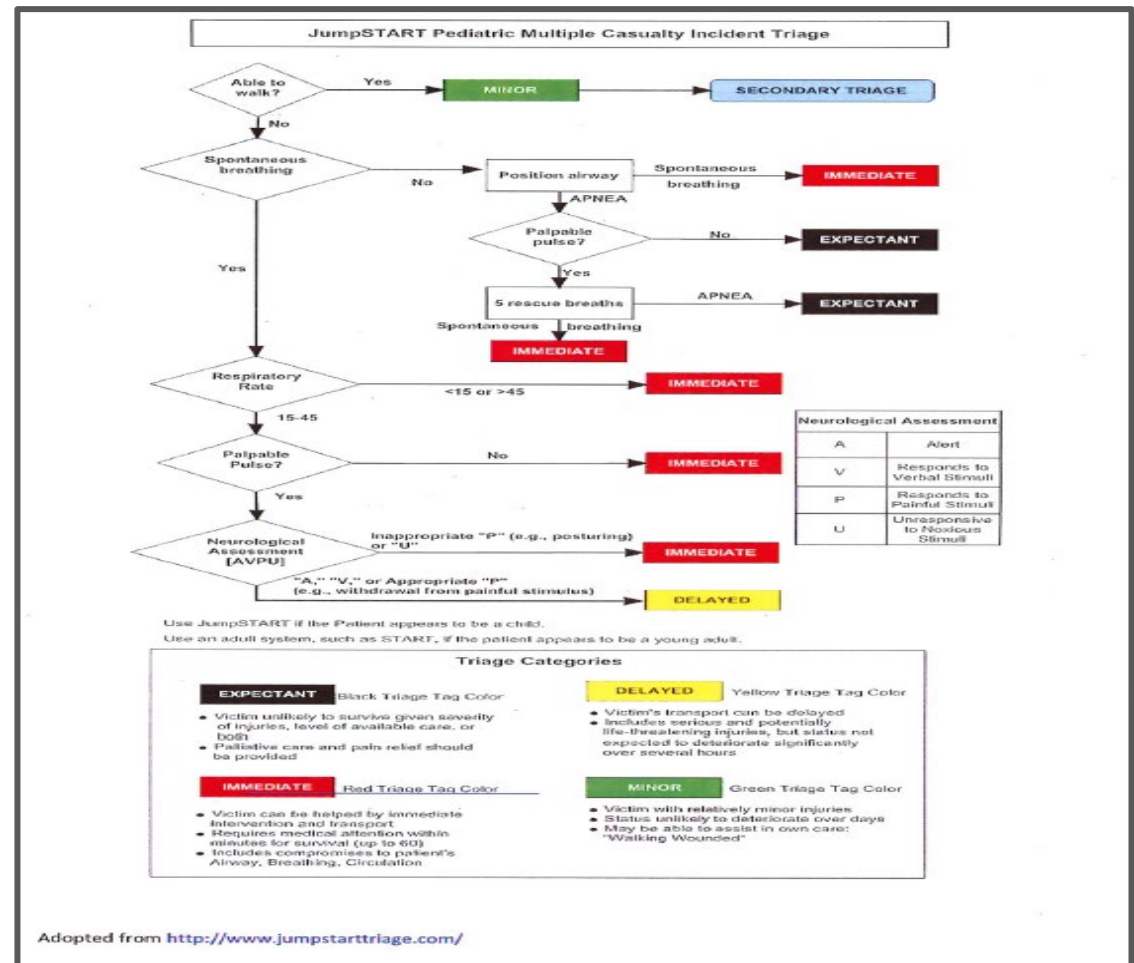 JumpSTART Pediatric Multiple Casualty Incident Triage
Able to
walk?
Yes
MINOR
SECONDARY TRIAGE
No
Spontaneous
breathing
No
Position airway
Spontaneous
breathing
IMMEDIATE
APNEA
Palpable
pulse?
No
EXPECTANT
Yes
Yes
5 rescue breaths
APNEA
EXPECTANT
Spontaneous
breathing
IMMEDIATE
Respiratory
Rate
<15 or >45
IMMEDIATE
15-45
Palpable
Pulse?
No
IMMEDIATE
Yes
Neurological
Assessment
[AVPU]
Inappropriate "P" (e.g., posturing)
or "U"
IMMEDIATE
"A," "V," or Appropriate "P"
(e.g., withdrawal from painful stimulus)
DELAYED
Neurological Assessment
A
Alert
V
Responds to
Verbal Stimuli
P
Responds to
Painful Stimuli
U
Unresponsive
to Noxious
Stimuli
Use JumpSTART if the Patient appears to be a child.
Use an adult system, such as START, if the patient appears to be a young adult.
Triage Categories
EXPECTANT Black Triage Tag Color
• Victim unlikely to survive given severity
of injuries, level of available care, or
both
• Palliative care and pain relief should
be provided
DELAYED Yellow Triage Tag Color
• Victim's transport can be delayed
• Includes serious and potentially
life-threatening injuries, but status not
expected to deteriorate significantly
over several hours
IMMEDIATE Red Triage Tag Color
• Victim can be helped by immediate
intervention and transport
• Requires medical attention within
minutes for survival (up to 60)
• Includes compromises to patient's
Airway, Breathing, Circulation
MINOR Green Triage Tag Color
• Victim with relatively minor injuries
• Status unlikely to deteriorate over days
• May be able to assist in own care:
"Walking Wounded"
Adopted from http://www.jumpstarttriage.com/